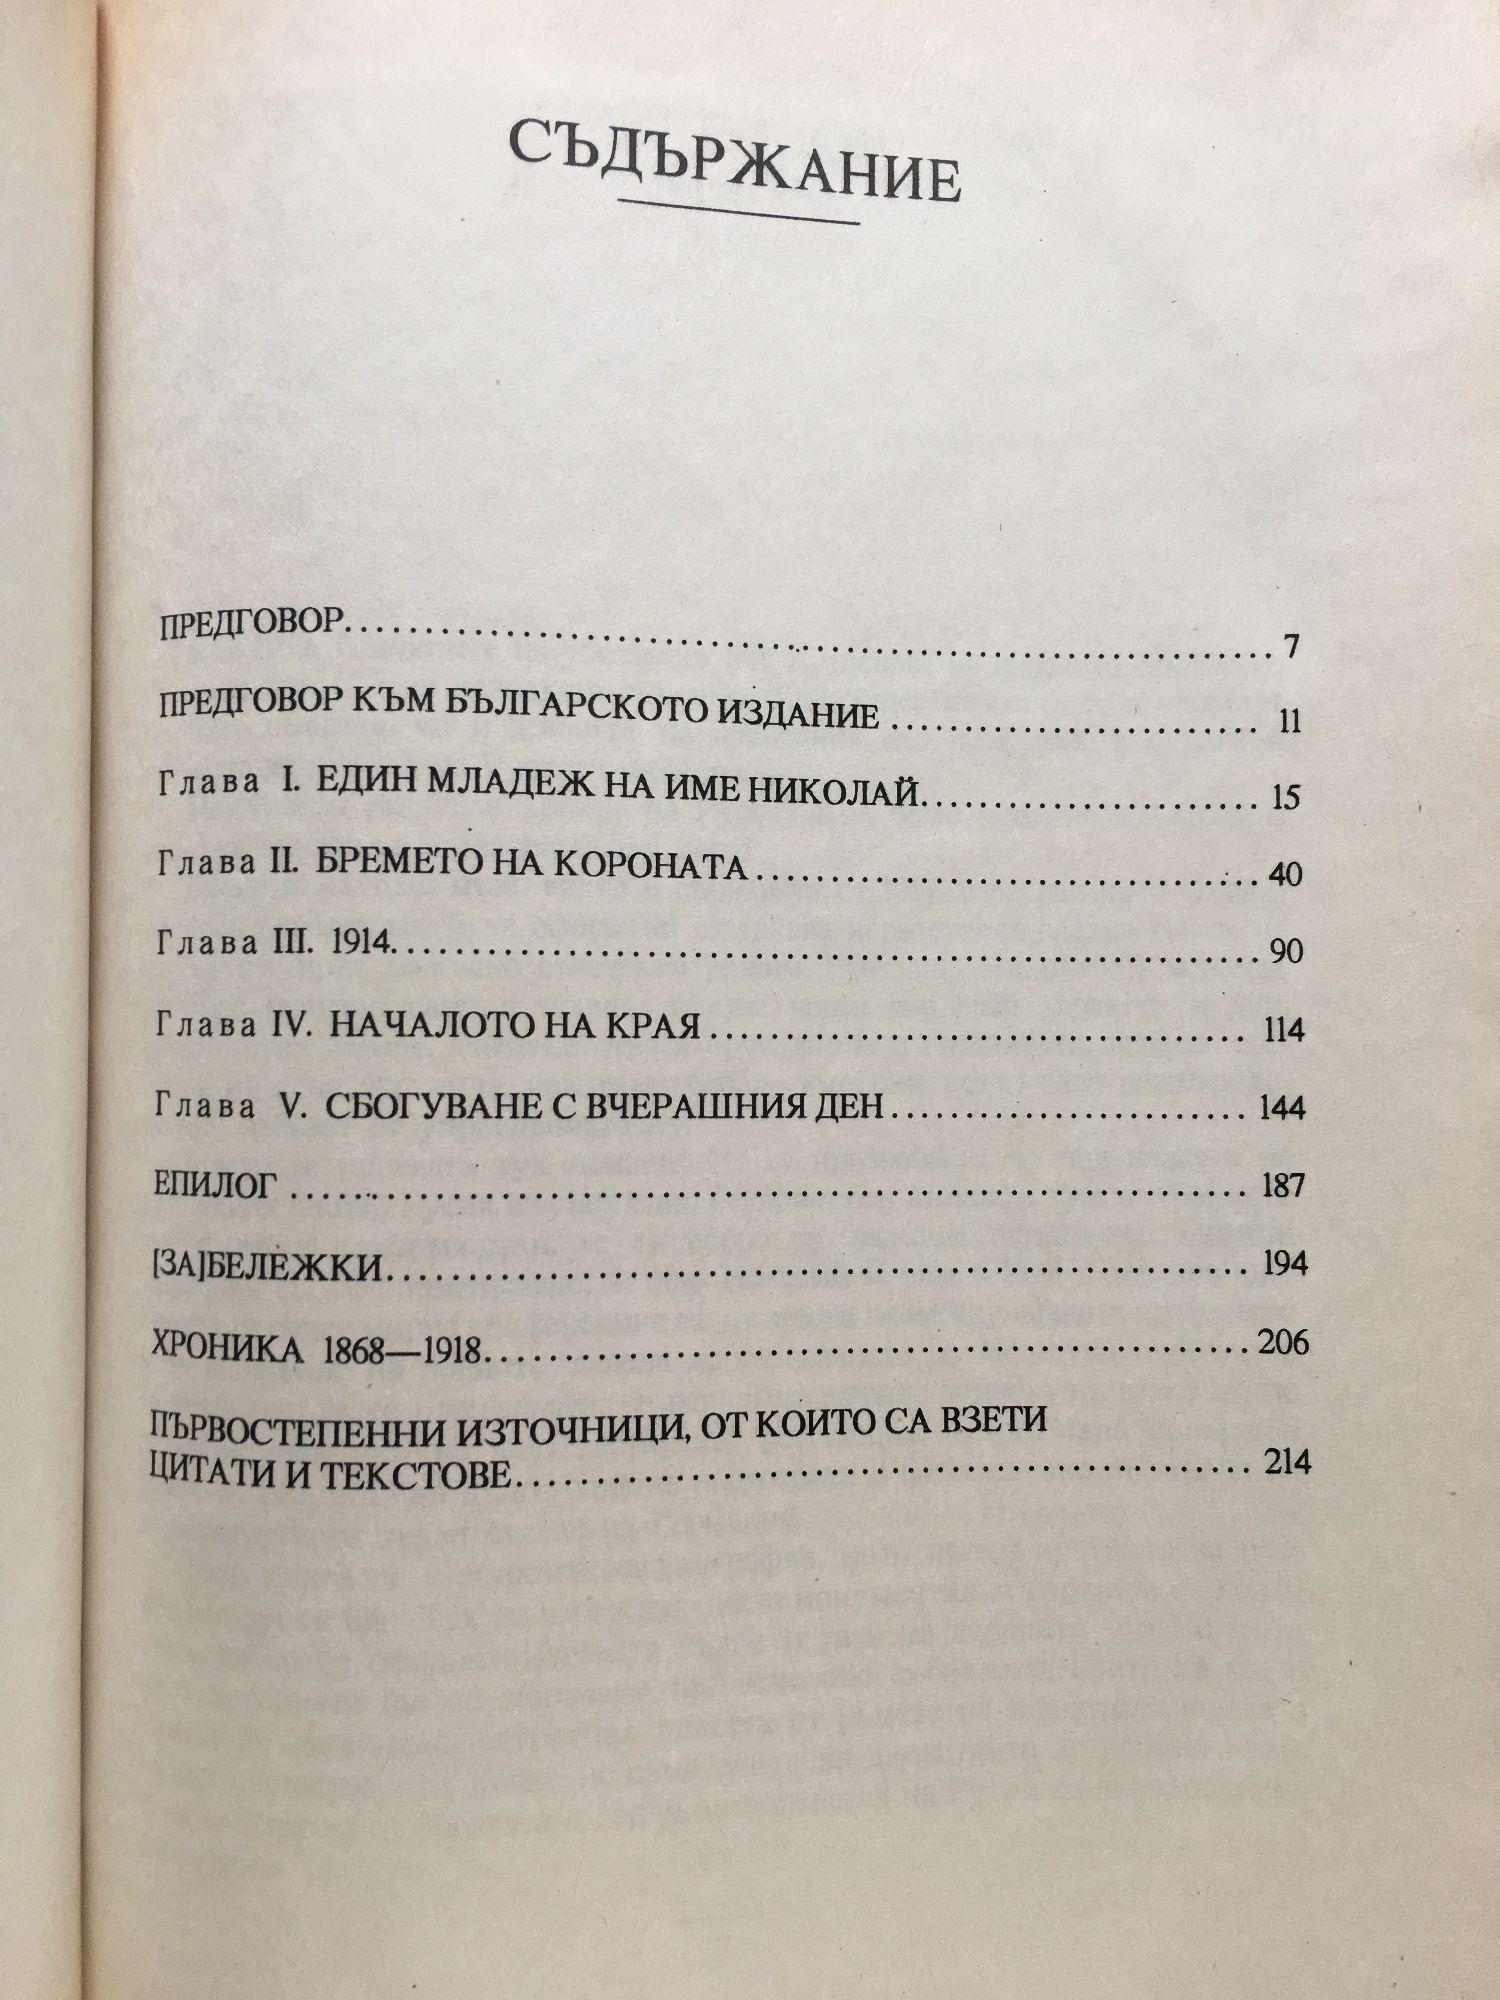 СЪДЪРЖАНИЕ
ПРЕДГОВОР.......................................................... 7
ПРЕДГОВОР КЪМ БЪЛГАРСКОТО ИЗДАНИЕ ........................ 11
Глава I. ЕДИН МЛАДЕЖ НА ИМЕ НИКОЛАЙ...................... 15
Глава II. БРЕМЕТО НА КОРОНАТА................................ 40
Глава III. 1914........................................................ 90
Глава IV. НАЧАЛОТО НА КРАЯ ................................... 114
Глава V. СБОГУВАНЕ С ВЧЕРАШНИЯ ДЕН........................ 144
ЕПИЛОГ ............................................................. 187
[ЗА]БЕЛЕЖКИ....................................................... 194
ХРОНИКА 1868—1918................................................ 206
ПЪРВОСТЕПЕННИ ИЗТОЧНИЦИ, ОТ КОИТО СА ВЗЕТИ
ЦИТАТИ И ТЕКСТОВЕ.............................................. 214